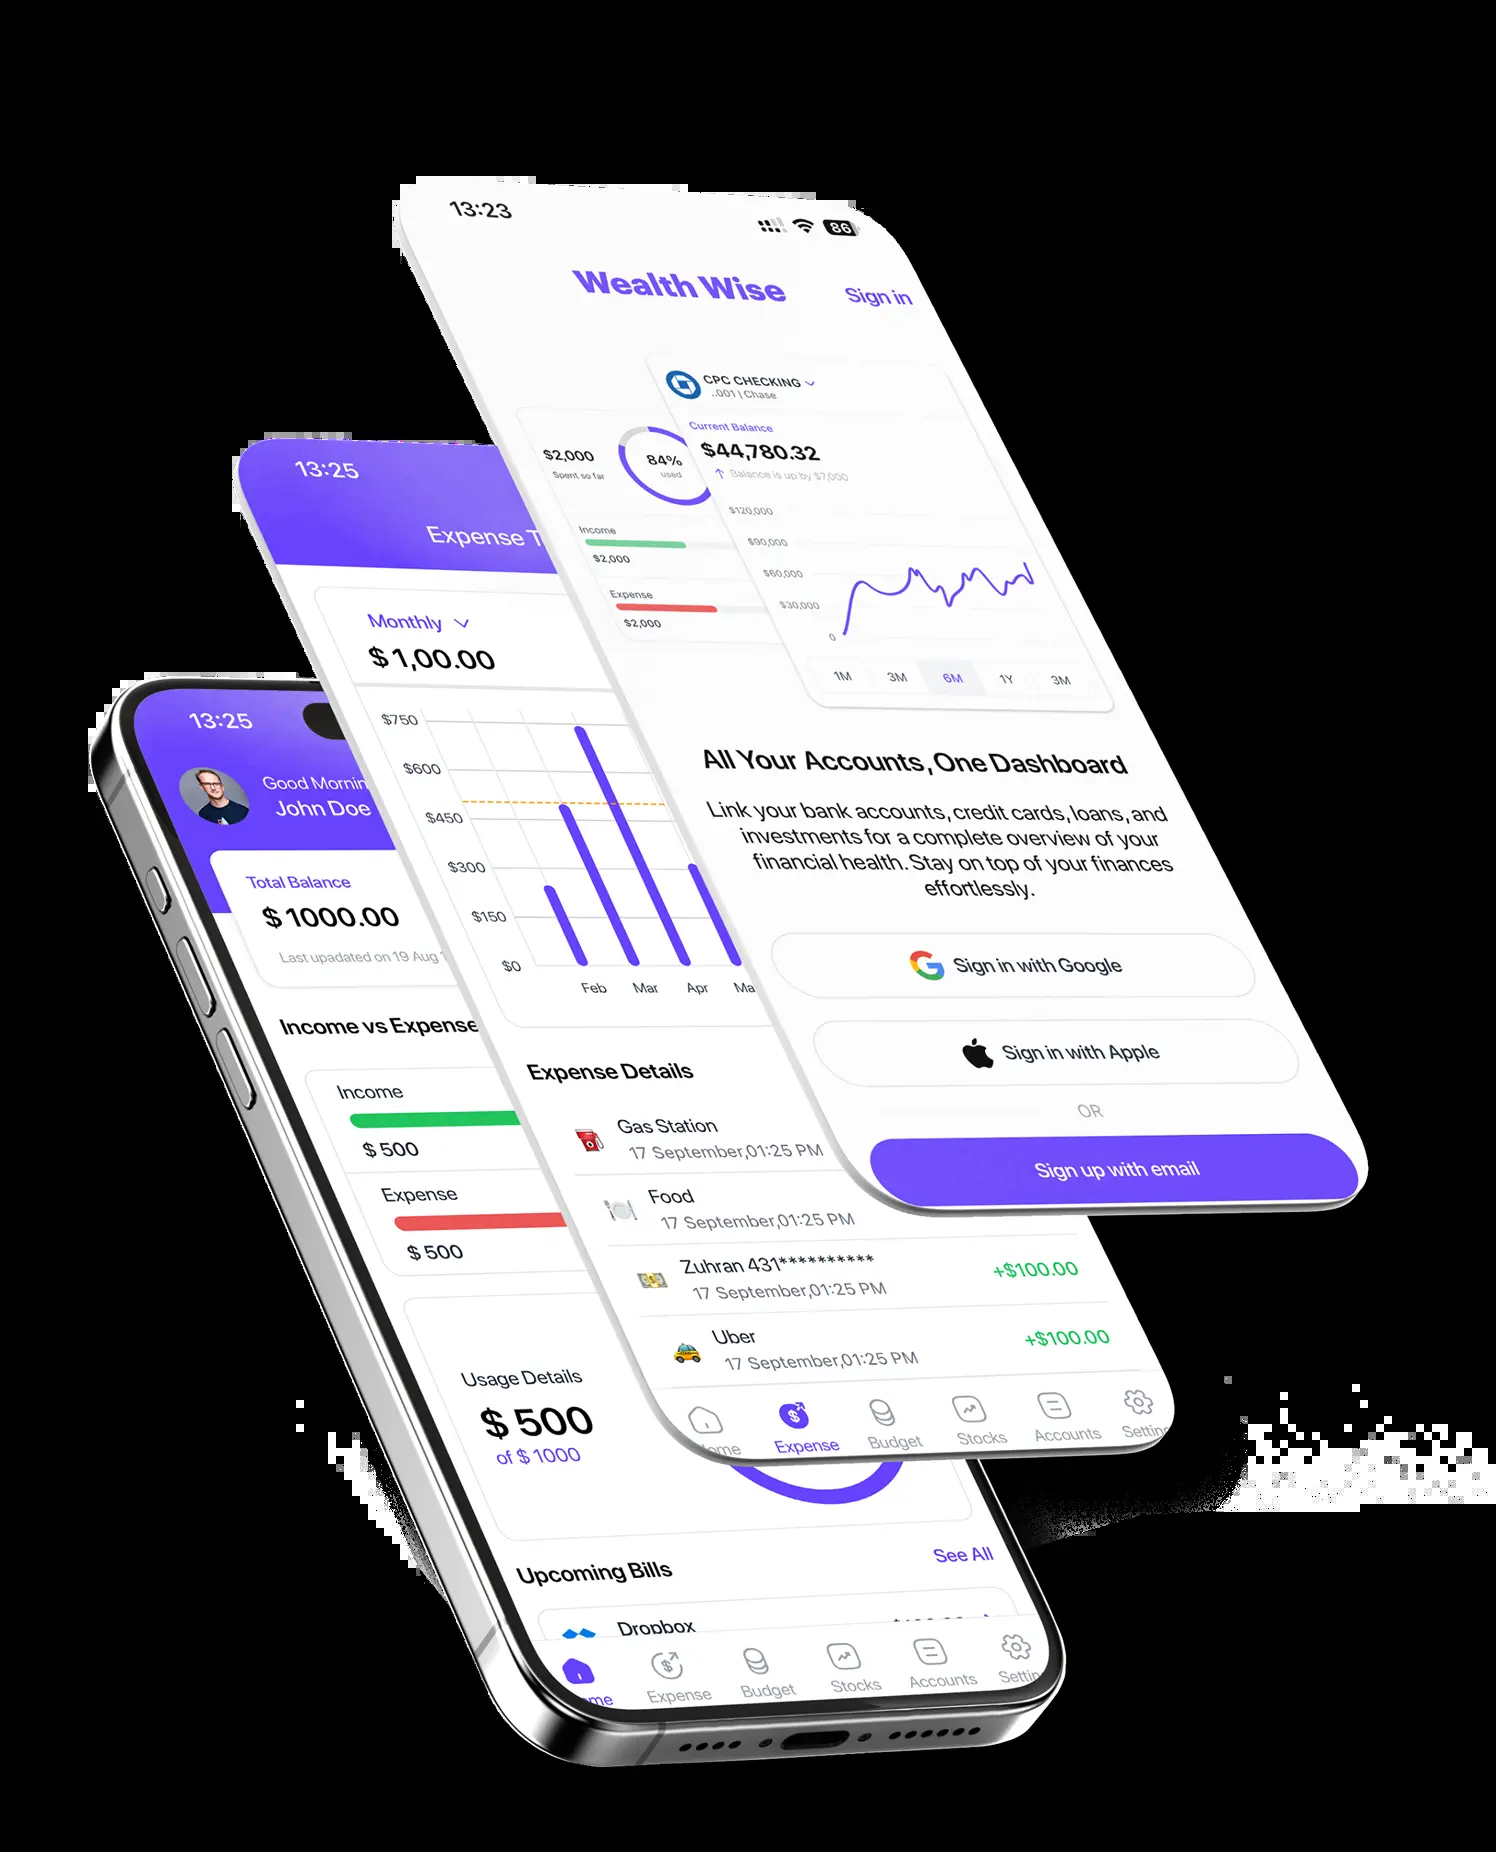 13:23
86
Wealth Wise
Sign in
CPC CHECKING
..001 | Chase
Current Balance
$44,780.32
Balance is up by $7,000
$120,000
$90,000
$60,000
$30,000
0
1M 3M 6M 1Y 3M
$2,000
Spent so far
84%
used
Income
$2,000
Expense
$2,000
All Your Accounts, One Dashboard
Link your bank accounts, credit cards, loans, and
investments for a complete overview of your
financial health. Stay on top of your finances
effortlessly.
Sign in with Google
Sign in with Apple
OR
Sign up with email
13:25
Expense T
Monthly
$ 1,00.00
$750
$600
$450
$300
$150
$0
Feb Mar Apr Ma
Expense Details
Gas Station
17 September,01:25 PM
Food
17 September,01:25 PM
Zuhran 431**********
17 September,01:25 PM
+$100.00
Uber
17 September,01:25 PM
+$100.00
ome Expense Budget Stocks Accounts Settin
13:25
Good Mornin
John Doe
Total Balance
$ 1000.00
Last upadated on 19 Aug
Income vs Expense
Income
$ 500
Expense
$ 500
Usage Details
$ 500
of $ 1000
Upcoming Bills
See All
Dropbox
ome Expense Budget Stocks Accounts Settin